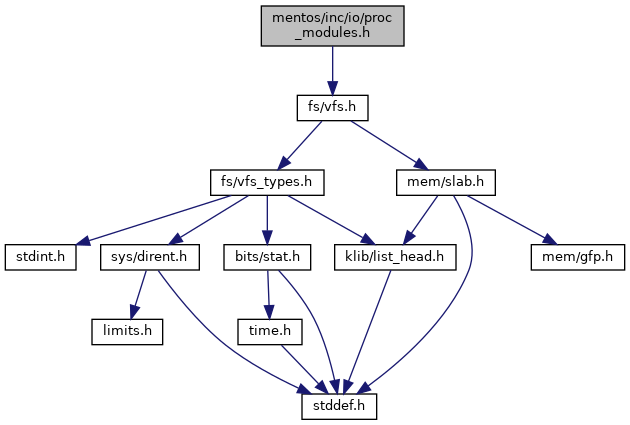 mentos/inc/io/proc
_modules.h
fs/vfs.h
fs/vfs_types.h
mem/slab.h
stdint.h
sys/dirent.h
bits/stat.h
klib/list_head.h
mem/gfp.h
limits.h
time.h
stddef.h